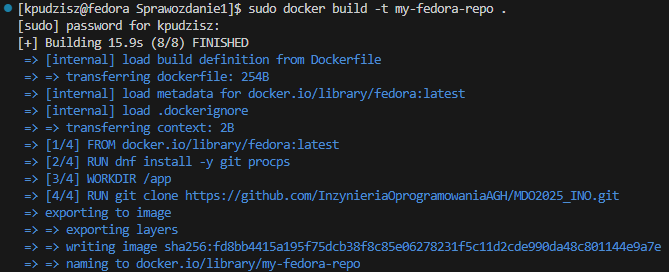 [kpudzisz@fedora Sprawozdanie1]$ sudo docker build -t my-fedora-repo .
[sudo] password for kpudzisz:
[+] Building 15.9s (8/8) FINISHED
=> [internal] load build definition from Dockerfile
=> => transferring dockerfile: 254B
=> [internal] load metadata for docker.io/library/fedora:latest
=> [internal] load .dockerignore
=> => transferring context: 2B
=> [1/4] FROM docker.io/library/fedora:latest
=> [2/4] RUN dnf install -y git procps
=> [3/4] WORKDIR /app
=> [4/4] RUN git clone https://github.com/InzynieriaOprogramowaniaAGH/MDO2025_INO.git
=> exporting to image
=> => exporting layers
=> => writing image sha256:fd8bb4415a195f75dcb38f8c85e06278231f5c11d2cde990da48c801144e9a7e
=> => naming to docker.io/library/my-fedora-repo